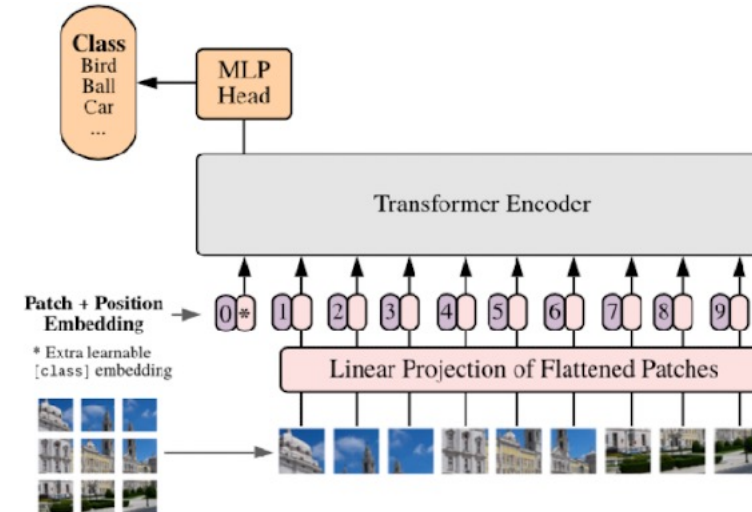 Class
Bird
Ball
Car
...
MLP
Head
Transformer Encoder
Patch + Position
Embedding
0 * 1 2 3 4 5 6 7 8 9
* Extra learnable
[class] embedding
Linear Projection of Flattened Patches